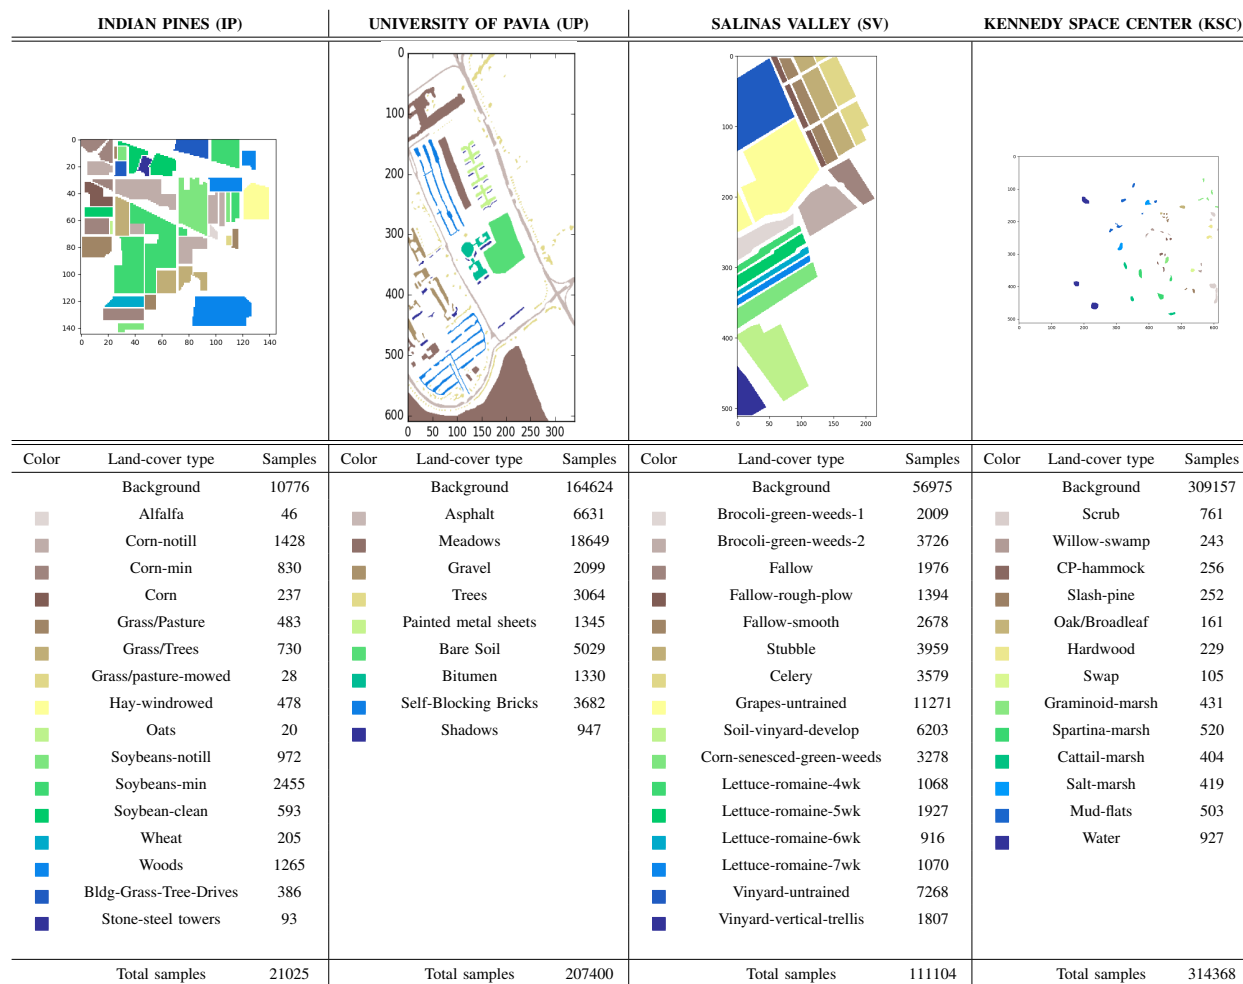 INDIAN PINES (IP) UNIVERSITY OF PAVIA (UP) SALINAS VALLEY (SV) KENNEDY SPACE CENTER (KSC)
0
20
40
60
80
100
120
140
0 20 40 60 80 100 120 140
0
100
200
300
400
500
600
0 50 100 150 200 250 300
0
100
200
300
400
500
0 50 100 150 200
0
100
200
300
400
500
0 100 200 300 400 500 600
Color Land-cover type Samples Color Land-cover type Samples Color Land-cover type Samples Color Land-cover type Samples
Background 10776 Background 164624 Background 56975 Background 309157
Alfalfa 46 Asphalt 6631 Brocoli-green-weeds-1 2009 Scrub 761
Corn-notill 1428 Meadows 18649 Brocoli-green-weeds-2 3726 Willow-swamp 243
Corn-min 830 Gravel 2099 Fallow 1976 CP-hammock 256
Corn 237 Trees 3064 Fallow-rough-plow 1394 Slash-pine 252
Grass/Pasture 483 Painted metal sheets 1345 Fallow-smooth 2678 Oak/Broadleaf 161
Grass/Trees 730 Bare Soil 5029 Stubble 3959 Hardwood 229
Grass/pasture-mowed 28 Bitumen 1330 Celery 3579 Swap 105
Hay-windrowed 478 Self-Blocking Bricks 3682 Grapes-untrained 11271 Graminoid-marsh 431
Oats 20 Shadows 947 Soil-vinyard-develop 6203 Spartina-marsh 520
Soybeans-notill 972 Corn-senesced-green-weeds 3278 Cattail-marsh 404
Soybeans-min 2455 Lettuce-romaine-4wk 1068 Salt-marsh 419
Soybean-clean 593 Lettuce-romaine-5wk 1927 Mud-flats 503
Wheat 205 Lettuce-romaine-6wk 916 Water 927
Woods 1265 Lettuce-romaine-7wk 1070
Bldg-Grass-Tree-Drives 386 Vinyard-untrained 7268
Stone-steel towers 93 Vinyard-vertical-trellis 1807
Total samples 21025 Total samples 207400 Total samples 111104 Total samples 314368